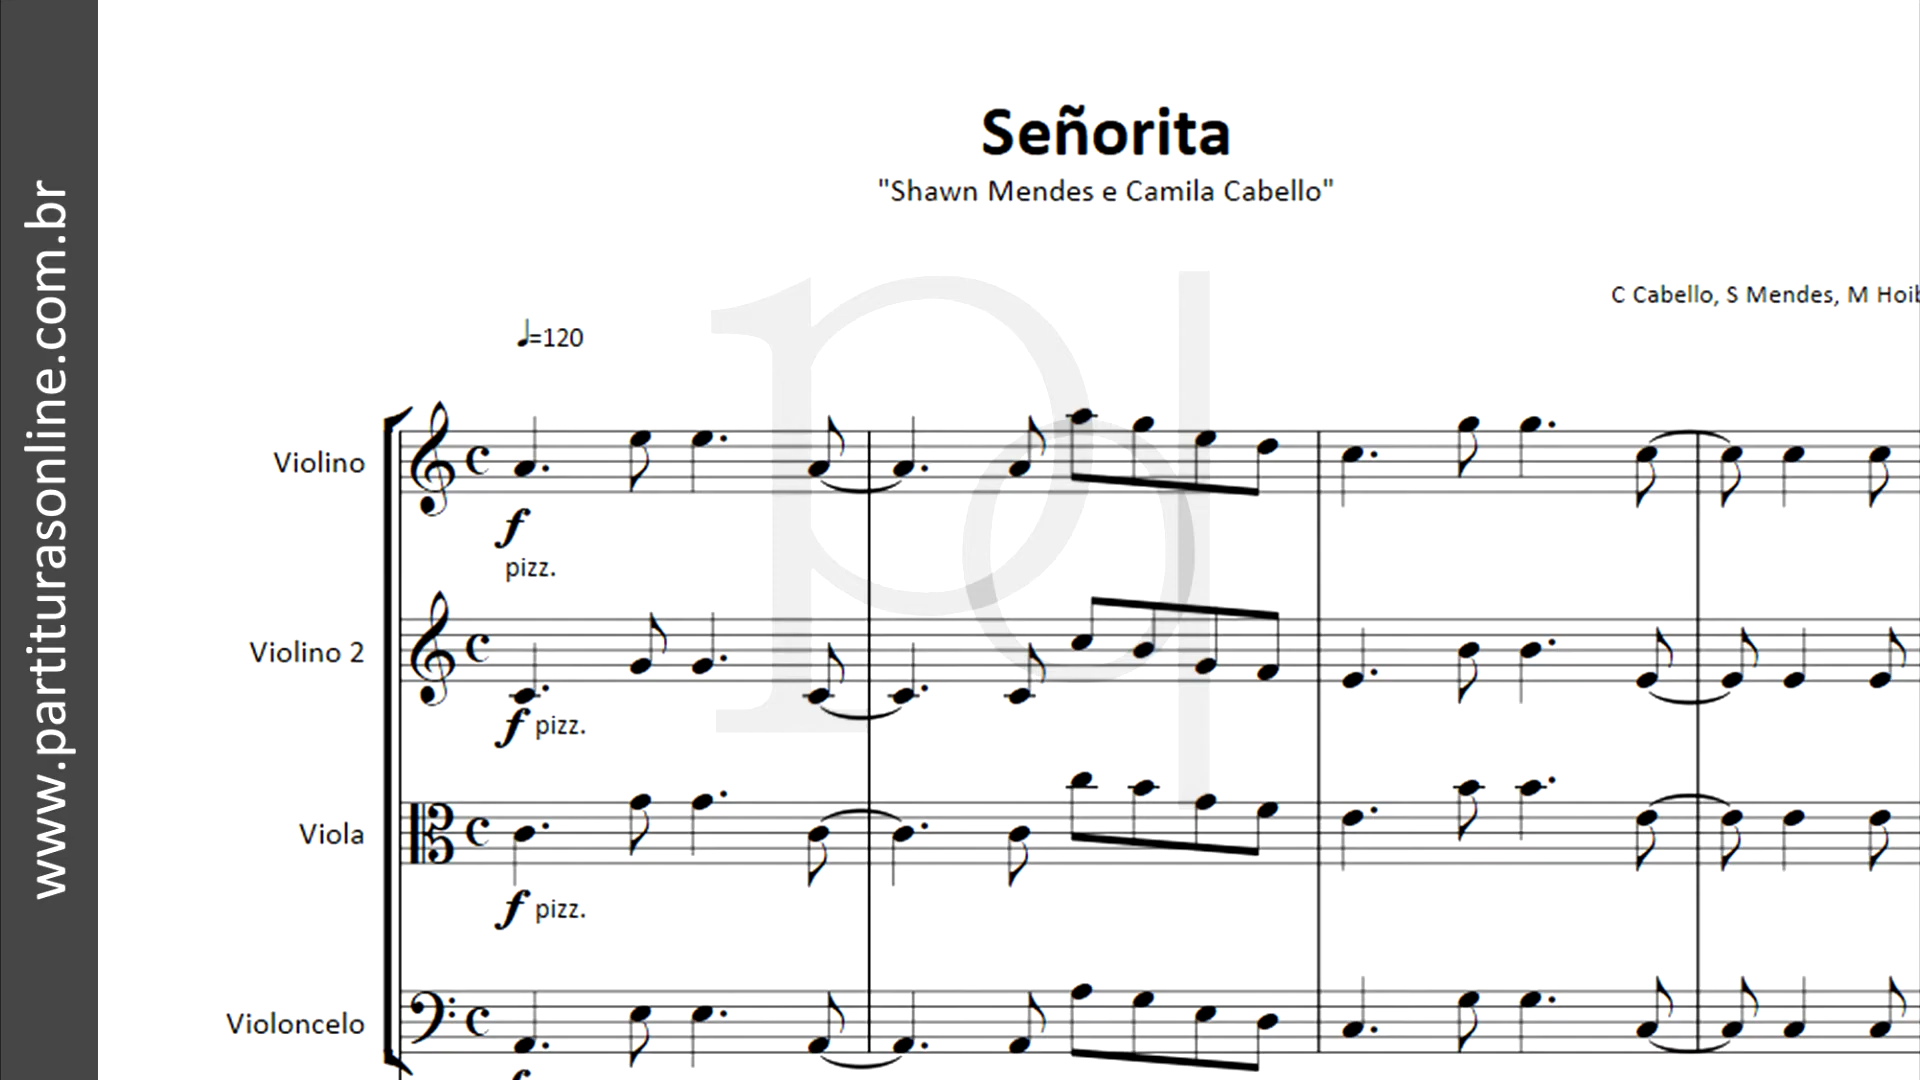 www.partiturasonline.com.br
Señorita
"Shawn Mendes e Camila Cabello"
C Cabello, S Mendes, M Hoib
=120
Violino
f
pizz.
Violino 2
f pizz.
Viola
f pizz.
Violoncelo